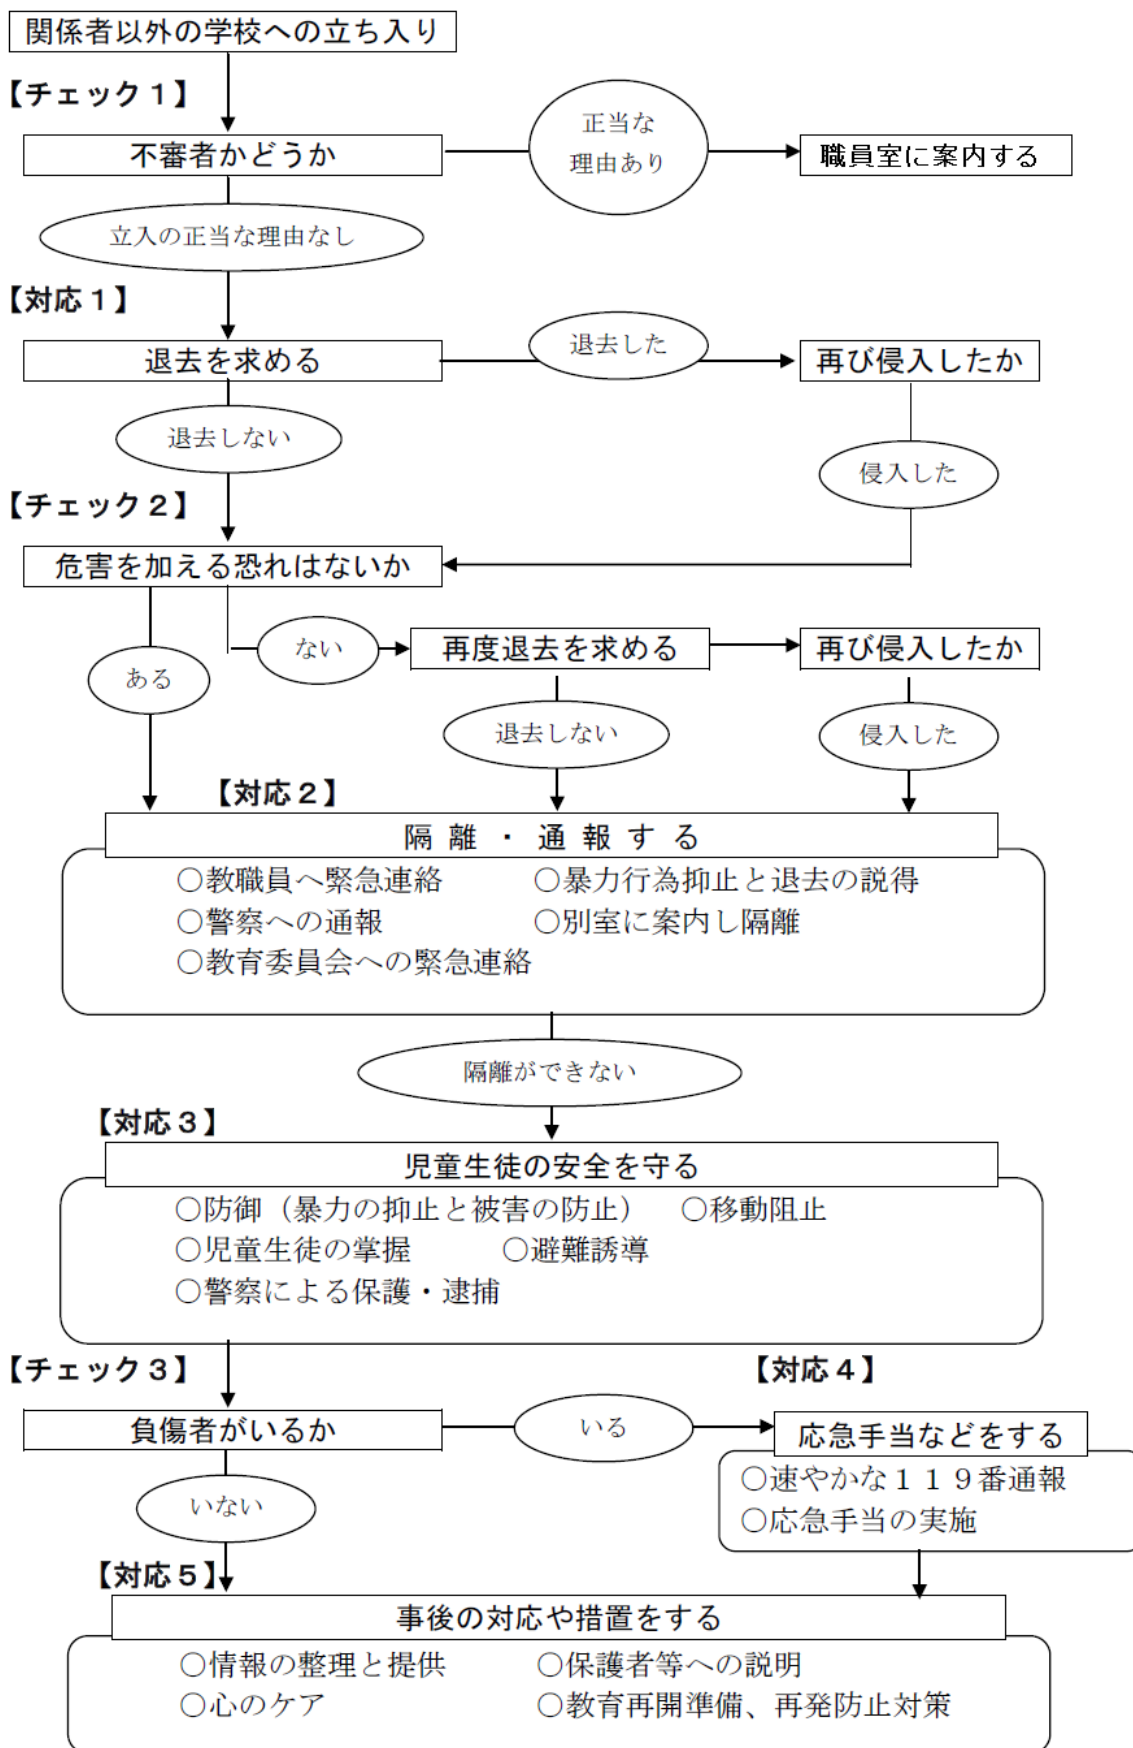 関係者以外の学校への立ち入り
【チェック１】
正当な
理由あり
不審者かどうか
職員室に案内する
立入の正当な理由なし
【対応１】
退去した
退去を求める
再び侵入したか
退去しない
侵入した
【チェック２】
危害を加える恐れはないか
ない
再度退去を求める
再び侵入したか
ある
退去しない
侵入した
【対応２】
隔離・通報する
○教職員へ緊急連絡　○暴力行為抑止と退去の説得
○警察への通報　○別室に案内し隔離
○教育委員会への緊急連絡
隔離ができない
【対応３】
児童生徒の安全を守る
○防御（暴力の抑止と被害の防止）　○移動阻止
○児童生徒の掌握　○避難誘導
○警察による保護・逮捕
【チェック３】
【対応４】
負傷者がいるか
いる
応急手当などをする
○速やかな１１９番通報
○応急手当の実施
いない
【対応５】
事後の対応や措置をする
○情報の整理と提供　○保護者等への説明
○心のケア　○教育再開準備、再発防止対策